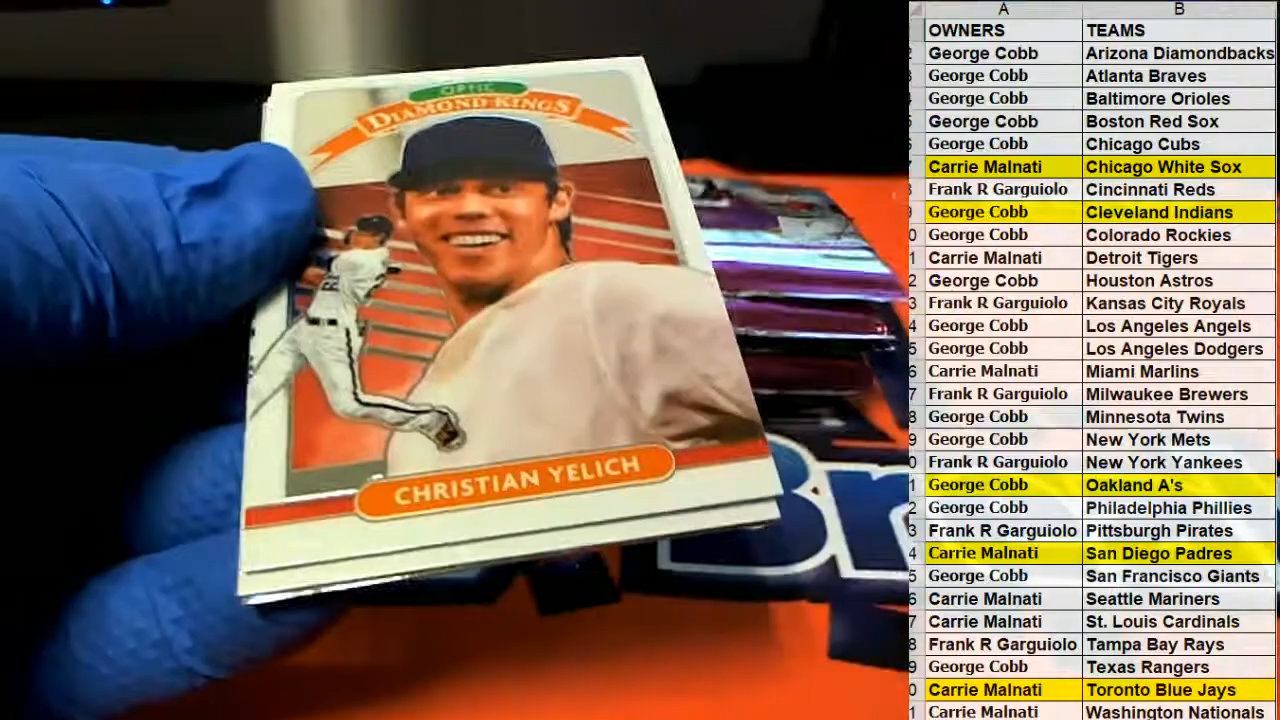 OPTIC
DIAMOND KINGS
CHRISTIAN YELICH
Br
A B
OWNERS TEAMS
George Cobb Arizona Diamondbacks
George Cobb Atlanta Braves
George Cobb Baltimore Orioles
George Cobb Boston Red Sox
George Cobb Chicago Cubs
Carrie Malnati Chicago White Sox
Frank R Garguiolo Cincinnati Reds
George Cobb Cleveland Indians
George Cobb Colorado Rockies
Carrie Malnati Detroit Tigers
George Cobb Houston Astros
Frank R Garguiolo Kansas City Royals
George Cobb Los Angeles Angels
George Cobb Los Angeles Dodgers
Carrie Malnati Miami Marlins
Frank R Garguiolo Milwaukee Brewers
George Cobb Minnesota Twins
George Cobb New York Mets
Frank R Garguiolo New York Yankees
George Cobb Oakland A's
George Cobb Philadelphia Phillies
Frank R Garguiolo Pittsburgh Pirates
Carrie Malnati San Diego Padres
George Cobb San Francisco Giants
Carrie Malnati Seattle Mariners
Carrie Malnati St. Louis Cardinals
Frank R Garguiolo Tampa Bay Rays
George Cobb Texas Rangers
Carrie Malnati Toronto Blue Jays
Carrie Malnati Washington Nationals